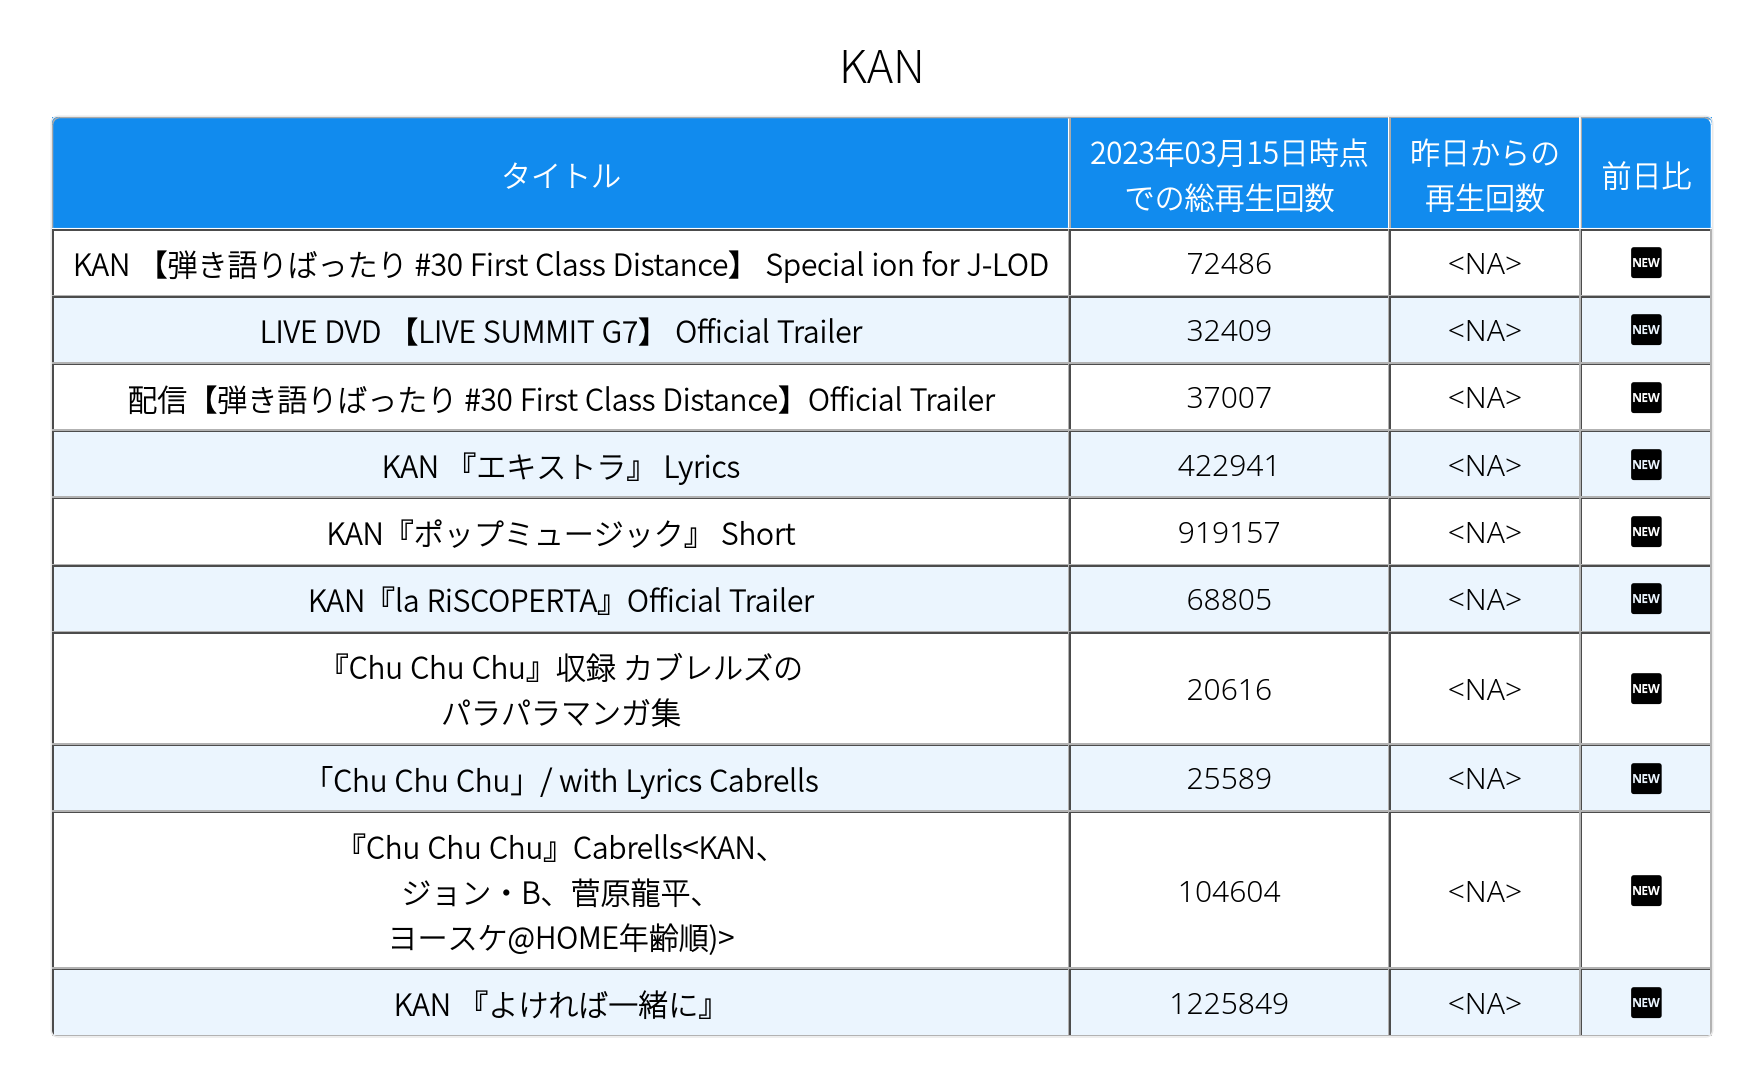 KAN
タイトル
2023年03月15日時点
での総再生回数
昨日からの
再生回数
前日比
KAN 【弾き語りばったり #30 First Class Distance】 Special ion for J-LOD 72486 <NA> NEW
LIVE DVD 【LIVE SUMMIT G7】 Official Trailer 32409 <NA> NEW
配信【弾き語りばったり #30 First Class Distance】Official Trailer 37007 <NA> NEW
KAN 『エキストラ』 Lyrics 422941 <NA> NEW
KAN『ポップミュージック』 Short 919157 <NA> NEW
KAN『la RiSCOPERTA』Official Trailer 68805 <NA> NEW
『Chu Chu Chu』収録 カブレルズの
パラパラマンガ集
20616 <NA> NEW
「Chu Chu Chu」/ with Lyrics Cabrells 25589 <NA> NEW
『Chu Chu Chu』Cabrells<KAN、
ジョン・B、菅原龍平、
ヨースケ@HOME年齢順)>
104604 <NA> NEW
KAN 『よければ一緒に』 1225849 <NA> NEW